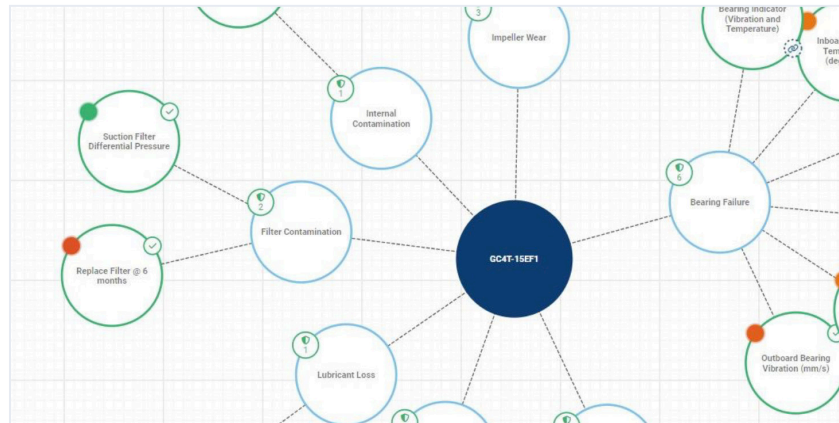 3
Impeller Wear
Bearing Indicator
(Vibration and
Temperature)
1
Internal
Contamination
Suction Filter
Differential Pressure
6
Bearing Failure
2
Filter Contamination
GC4T-15EF1
Replace Filter @ 6
months
1
Lubricant Loss
Outboard Bearing
Vibration (mm/s)